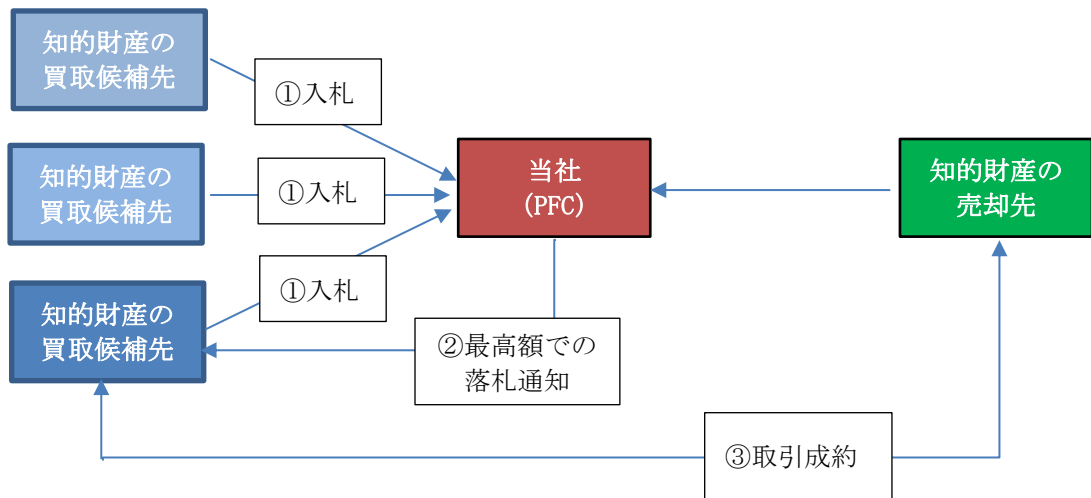 知的財産の
買取候補先
①入札
知的財産の
買取候補先
①入札
当社
(PFC)
知的財産の
売却先
①入札
知的財産の
買取候補先
②最高額での
落札通知
③取引成約